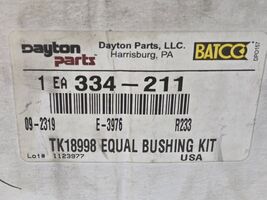 Dayton parts
Dayton Parts, LLC.
Harrisburg, PA
BATCO
DPO157
1 EA 334-211
09-2319 E-3976 R233
TK18998 EQUAL BUSHING KIT
Lot# 1123977 USA